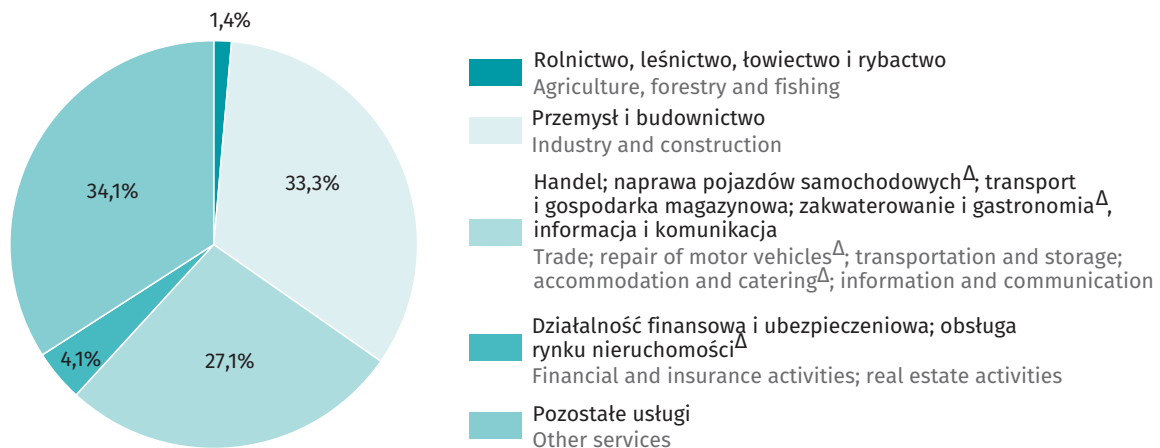 1,4%
33,3%
34,1%
27,1%
4,1%
Rolnictwo, leśnictwo, łowiectwo i rybactwo
Agriculture, forestry and fishing
Przemysł i budownictwo
Industry and construction
Handel; naprawa pojazdów samochodowych∆; transport
i gospodarka magazynowa; zakwaterowanie i gastronomia∆,
informacja i komunikacja
Trade; repair of motor vehicles∆; transportation and storage;
accommodation and catering∆; information and communication
Działalność finansowa i ubezpieczeniowa; obsługa
rynku nieruchomości∆
Financial and insurance activities; real estate activities
Pozostałe usługi
Other services